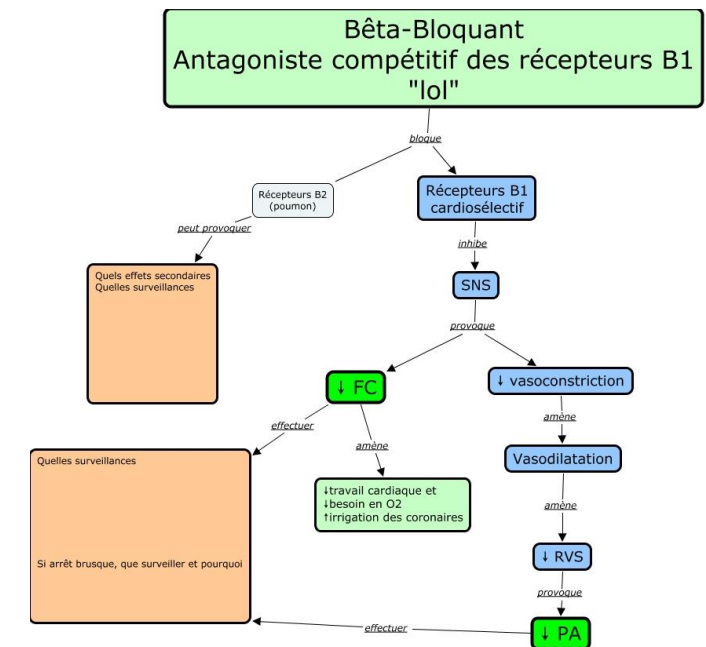 Bêta-Bloquant
Antagoniste compétitif des récepteurs B1
"lol"
bloque
Récepteurs B2
(poumon)
Récepteurs B1
cardiosélectif
peut provoquer
inhibe
Quels effets secondaires
Quelles surveillances
SNS
provoque
↓ FC
↓ vasoconstriction
effectuer
amène
amène
Quelles surveillances
Vasodilatation
↓travail cardiaque et
↓besoin en O2
↑irrigation des coronaires
amène
Si arrêt brusque, que surveiller et pourquoi
↓ RVS
provoque
effectuer
↓ PA